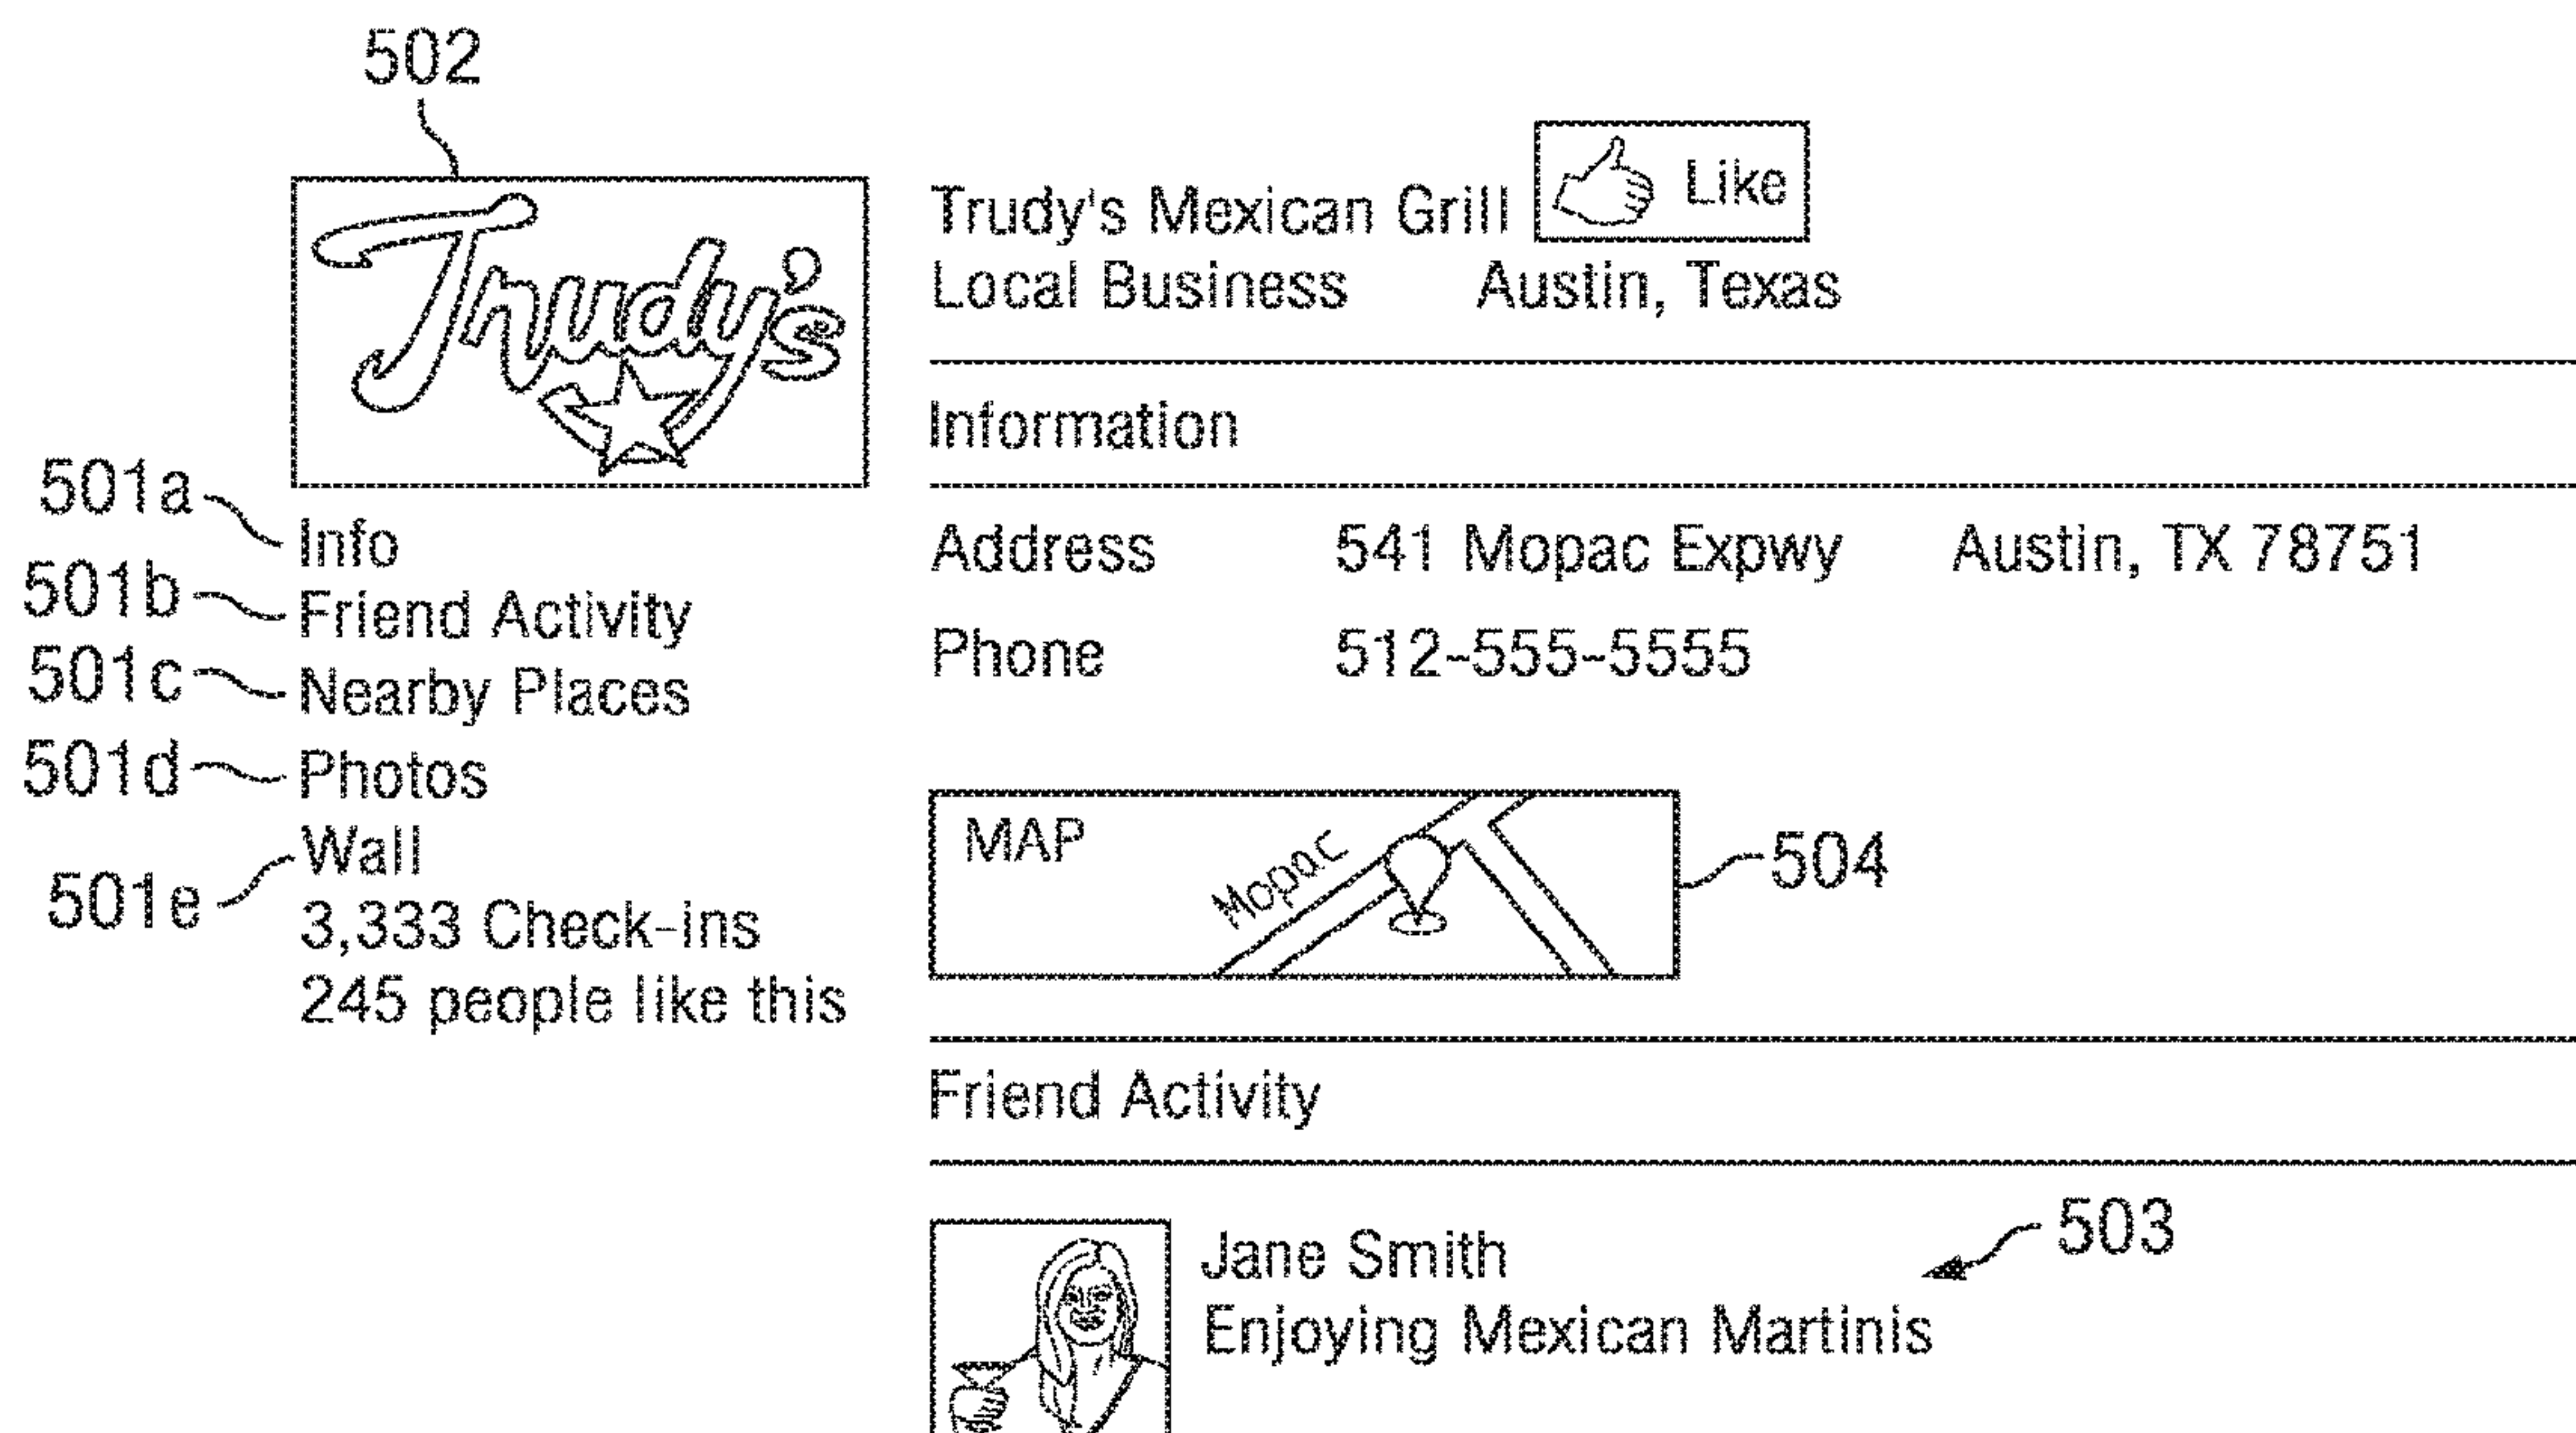 502
Trudy's
501a
Info
501b
Friend Activity
501c
Nearby Places
501d
Photos
Wall
501e
3,333 Check-ins
245 people like this
Trudy's Mexican Grill
Like
Local Business Austin, Texas
Information
Address 541 Mopac Expwy Austin, TX 78751
Phone 512-555-5555
MAP
Mopac
504
Friend Activity
503
Jane Smith
Enjoying Mexican Martinis